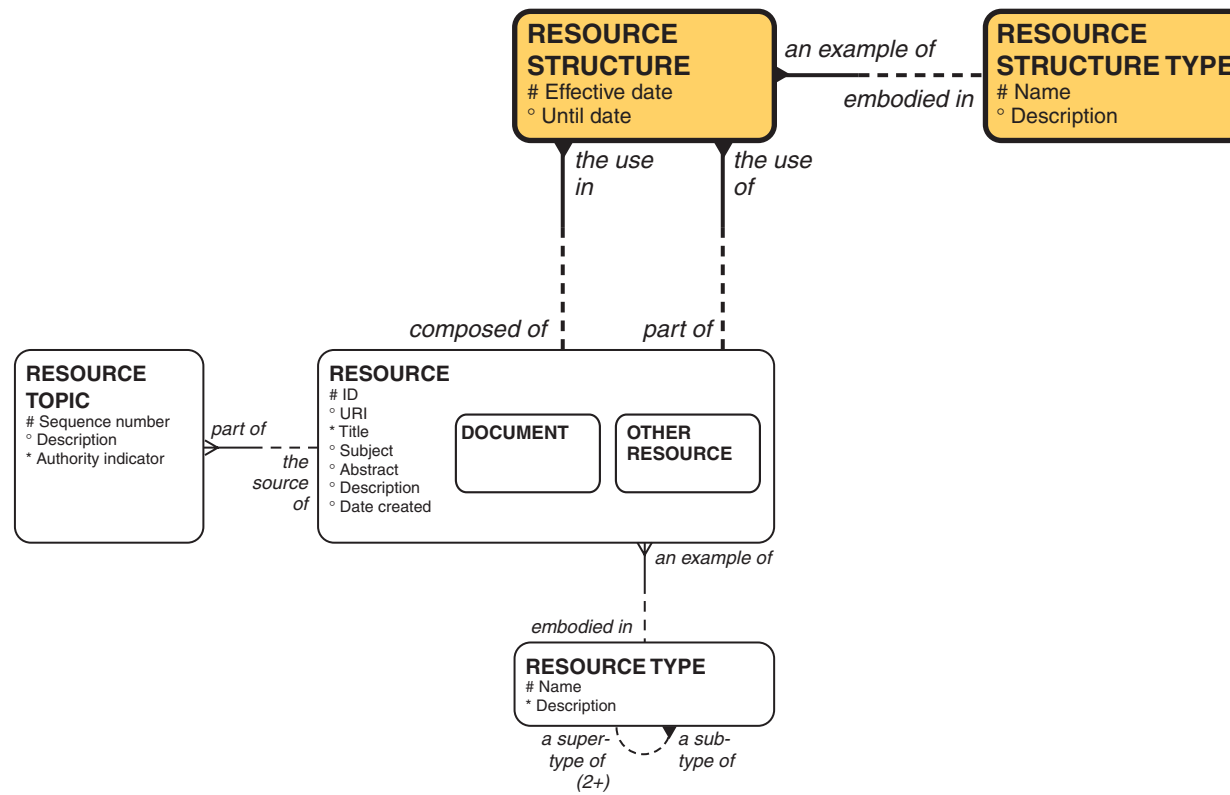 RESOURCE
STRUCTURE
# Effective date
° Until date
an example of
embodied in
RESOURCE
STRUCTURE TYPE
# Name
° Description
the use
in
the use
of
composed of
part of
RESOURCE
TOPIC
# Sequence number
° Description
* Authority indicator
part of
the
source
of
RESOURCE
# ID
° URI
* Title
° Subject
° Abstract
° Description
° Date created
DOCUMENT
OTHER
RESOURCE
an example of
embodied in
RESOURCE TYPE
# Name
* Description
a super-
type of
(2+)
a sub-
type of